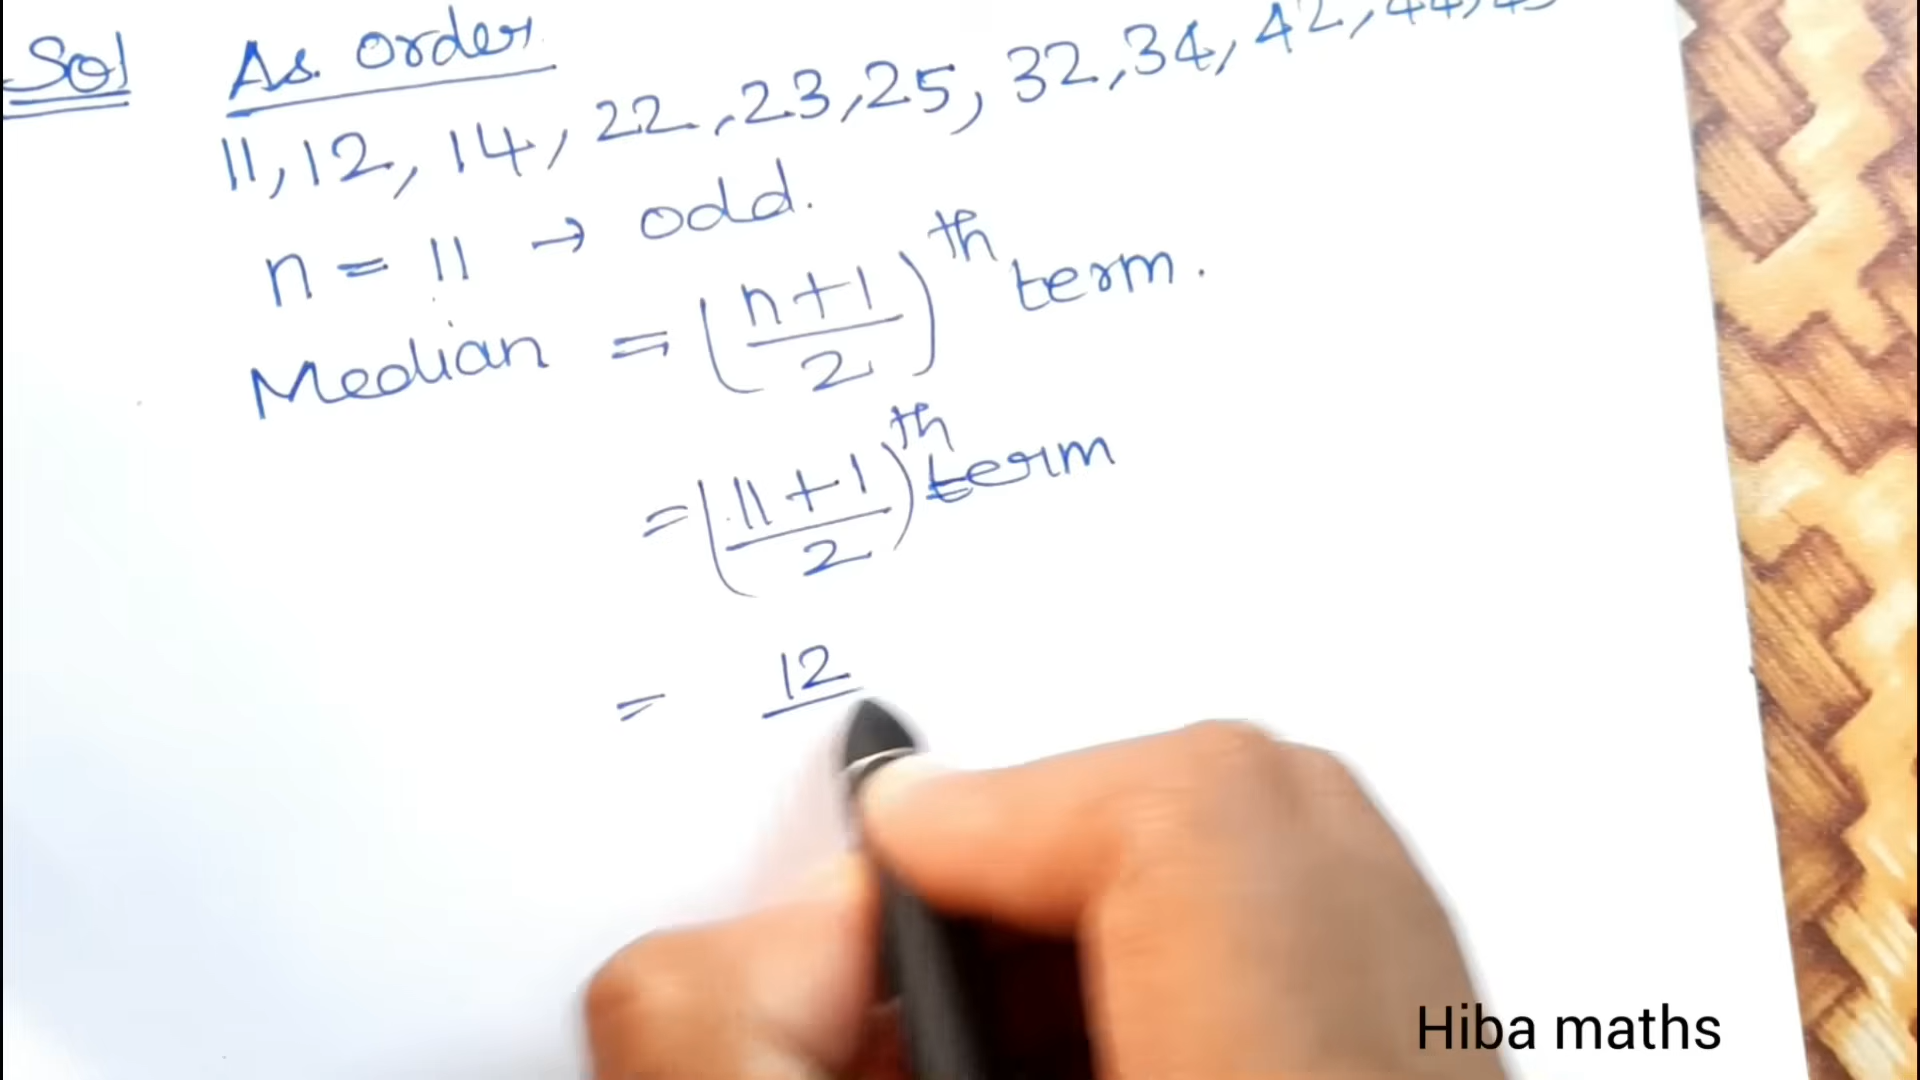 Sol As. order
11, 12, 14, 22, 23, 25, 32, 34, 42,
n = 11 → odd.
Median = (n+1/2)th term.
= (11+1/2)th term
= 12
Hiba maths